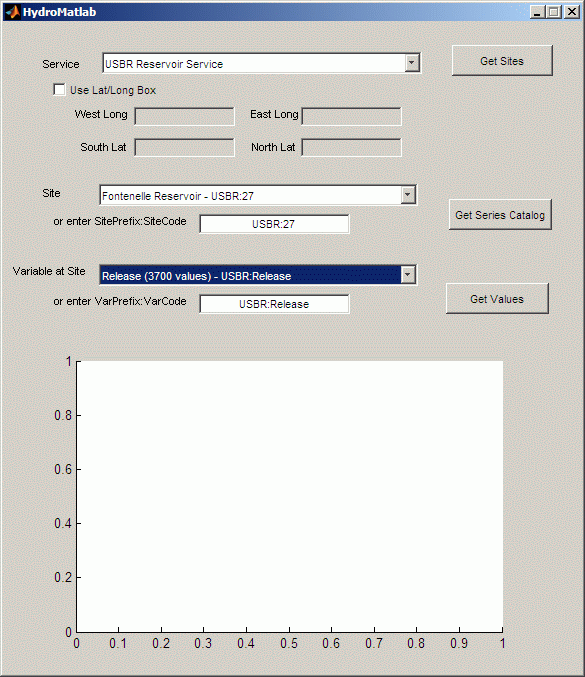 HydroMatlab
Service USBR Reservoir Service Get Sites
Use Lat/Long Box
West Long East Long
South Lat North Lat
Site Fontenelle Reservoir - USBR:27
or enter SitePrefix:SiteCode USBR:27 Get Series Catalog
Variable at Site Release (3700 values) - USBR:Release
or enter VarPrefix:VarCode USBR:Release Get Values
1
0.8
0.6
0.4
0.2
0
0 0.1 0.2 0.3 0.4 0.5 0.6 0.7 0.8 0.9 1